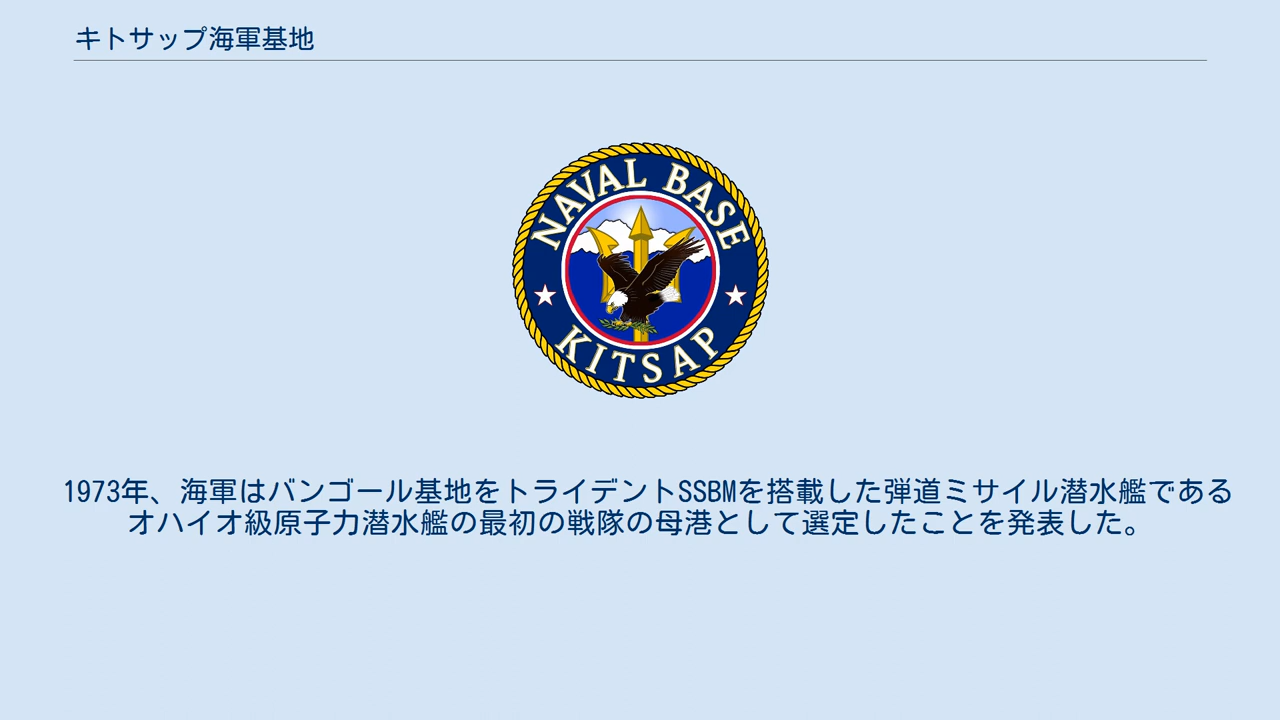 キトサップ海軍基地
NAVAL BASE
KITSAP
1973年、海軍はバンゴール基地をトライデントSSBMを搭載した弾道ミサイル潜水艦である
オハイオ級原子力潜水艦の最初の戦隊の母港として選定したことを発表した。